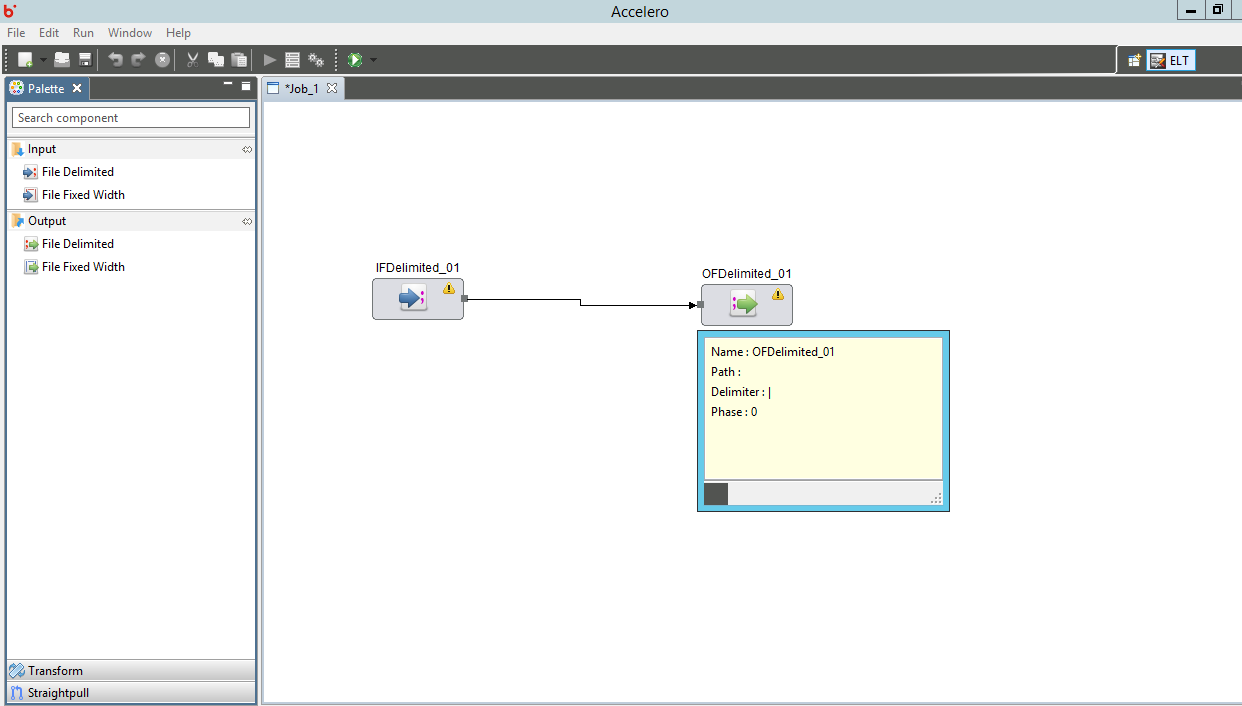 Accelero
File Edit Run Window Help
ELT
Palette
*Job_1
Search component
Input
File Delimited
File Fixed Width
Output
File Delimited
File Fixed Width
IFDelimited_01
OFDelimited_01
Name : OFDelimited_01
Path :
Delimiter : |
Phase : 0
Transform
Straightpull